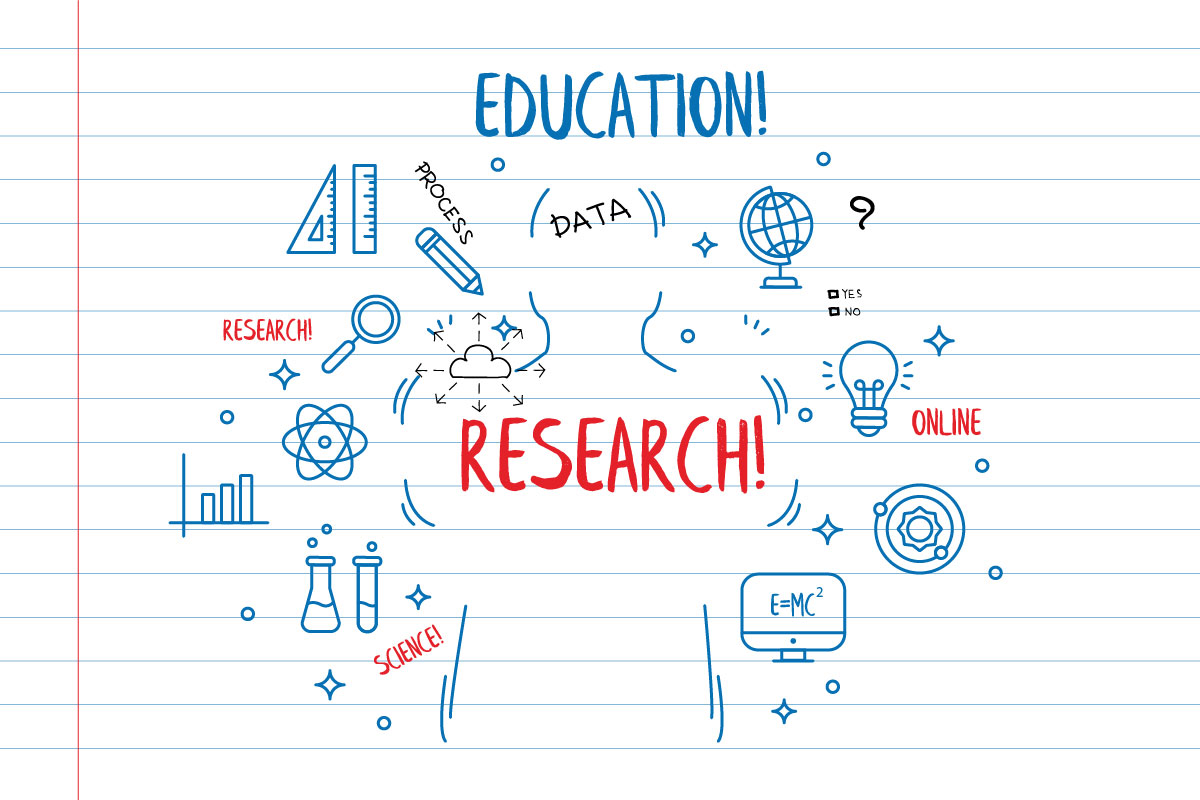 EDUCATION!
PROCESS
DATA
?
YES
NO
RESEARCH!
ONLINE
RESEARCH!
E=MC²
SCIENCE!